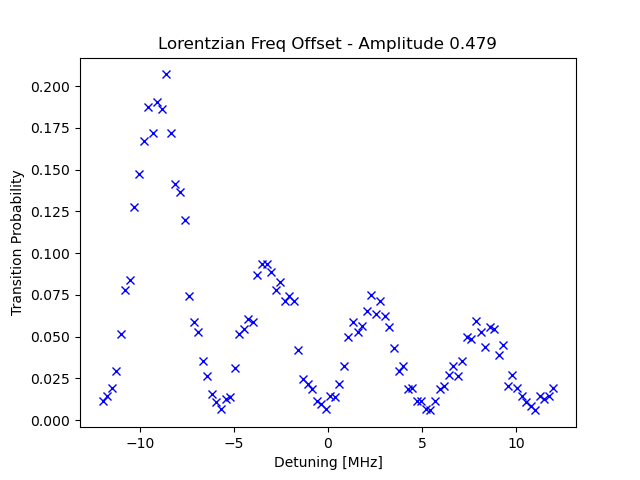 Lorentzian Freq Offset - Amplitude 0.479
Transition Probability
0.200
0.175
0.150
0.125
0.100
0.075
0.050
0.025
0.000
−10 −5 0 5 10
Detuning [MHz]